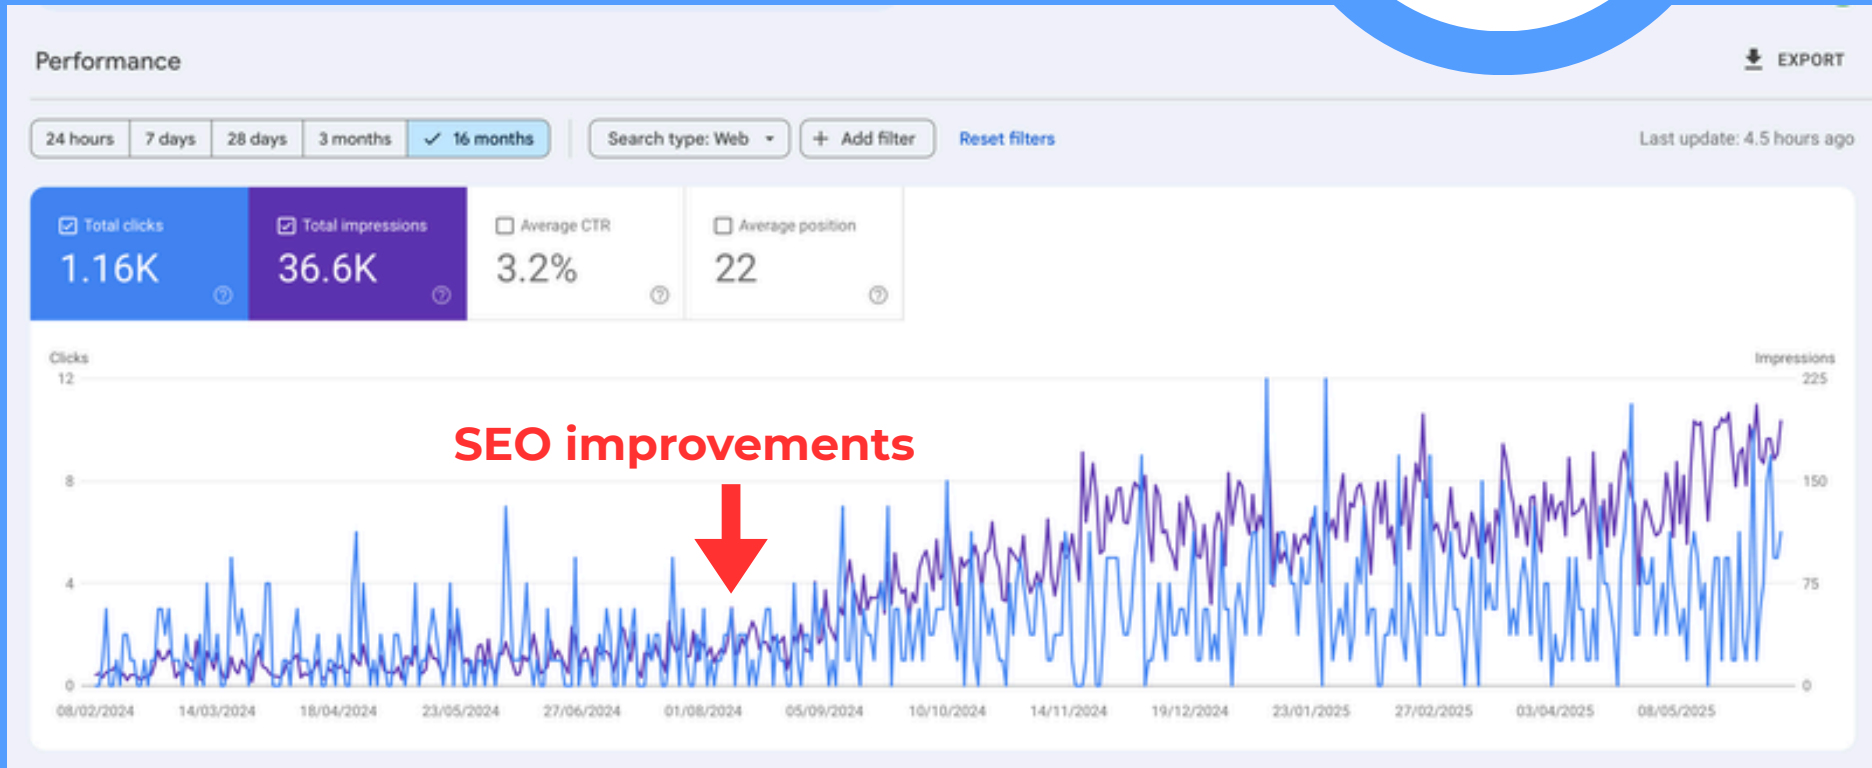 Performance
EXPORT
24 hours 7 days 28 days 3 months 16 months Search type: Web Add filter Reset filters Last update: 4.5 hours ago
Total clicks Total impressions Average CTR Average position
1.16K 36.6K 3.2% 22
Clicks Impressions
12 225
SEO improvements
8 150
4 75
0 0
08/02/2024 14/03/2024 18/04/2024 23/05/2024 27/06/2024 01/08/2024 05/09/2024 10/10/2024 14/11/2024 19/12/2024 23/01/2025 27/02/2025 03/04/2025 08/05/2025